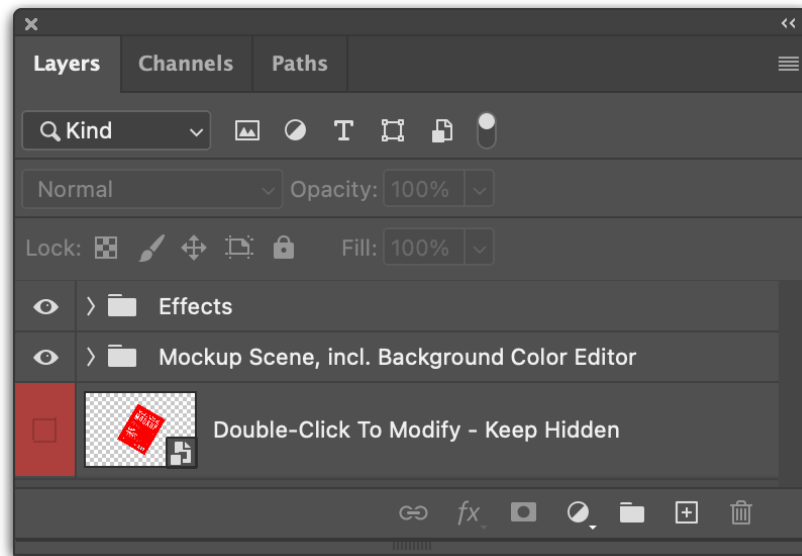 Layers Channels Paths
Kind
Normal Opacity: 100%
Lock: Fill: 100%
Effects
Mockup Scene, incl. Background Color Editor
Double-Click To Modify - Keep Hidden
fx